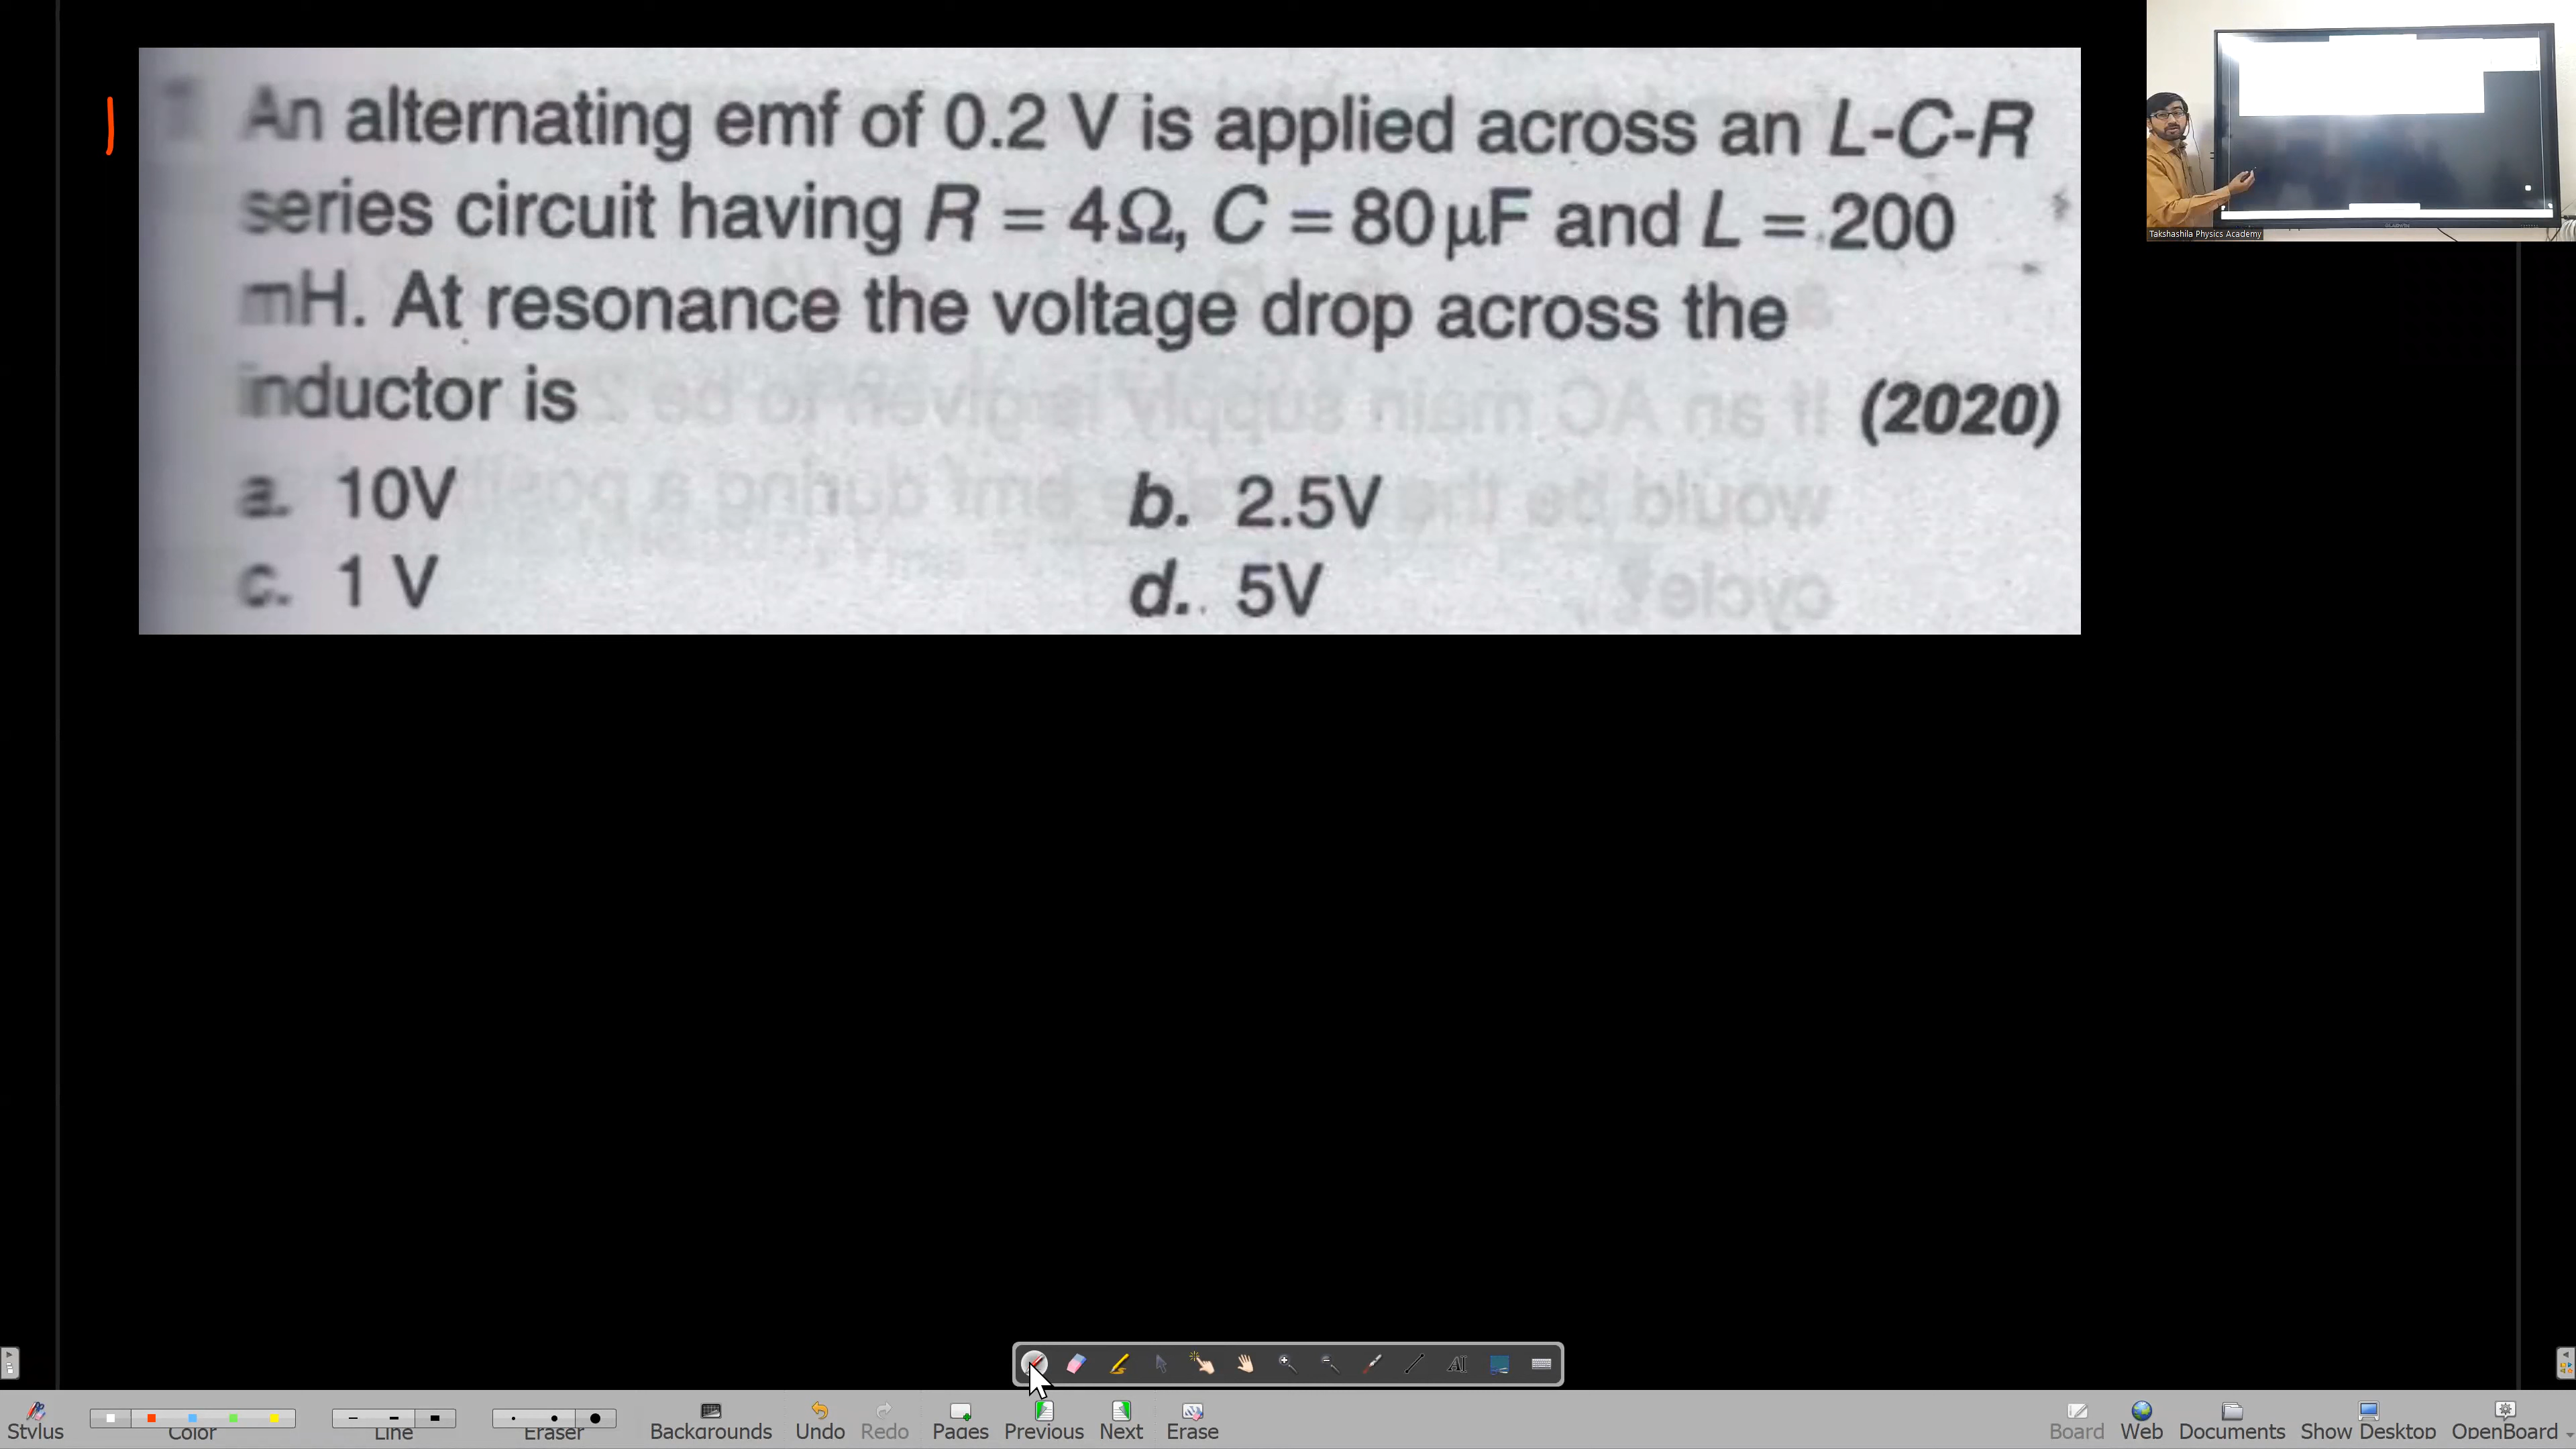 An alternating emf of 0.2 V is applied across an L-C-R
series circuit having R = 4Ω, C = 80 μF and L = 200
mH. At resonance the voltage drop across the
inductor is (2020)
a. 10V b. 2.5V
c. 1 V d. 5V
Takshashila Physics Academy
Stylus Color Line Eraser Backgrounds Undo Redo Pages Previous Next Erase Board Web Documents Show Desktop OpenBoard